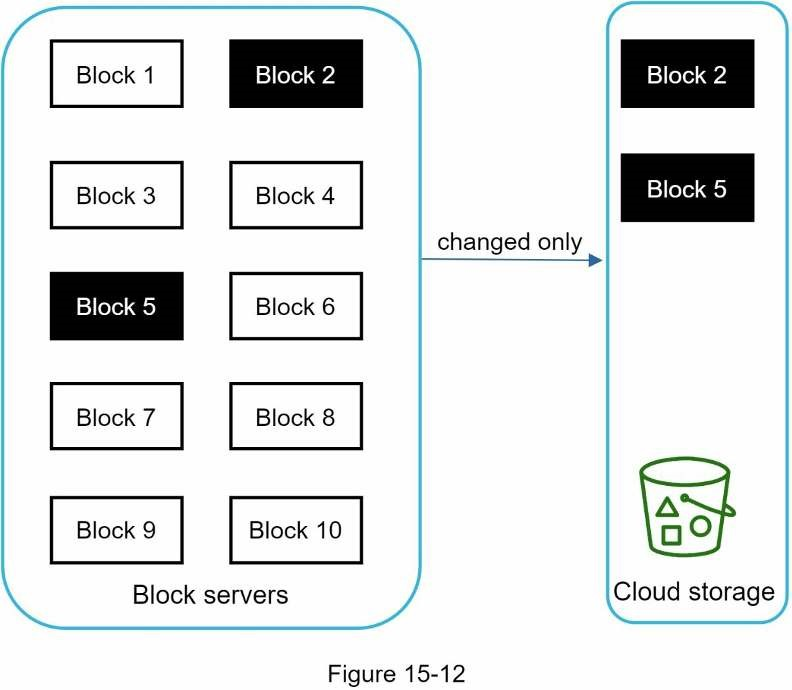 Block 1
Block 2
Block 3
Block 4
Block 5
Block 6
Block 7
Block 8
Block 9
Block 10
Block servers
changed only
Block 2
Block 5
Cloud storage
Figure 15-12